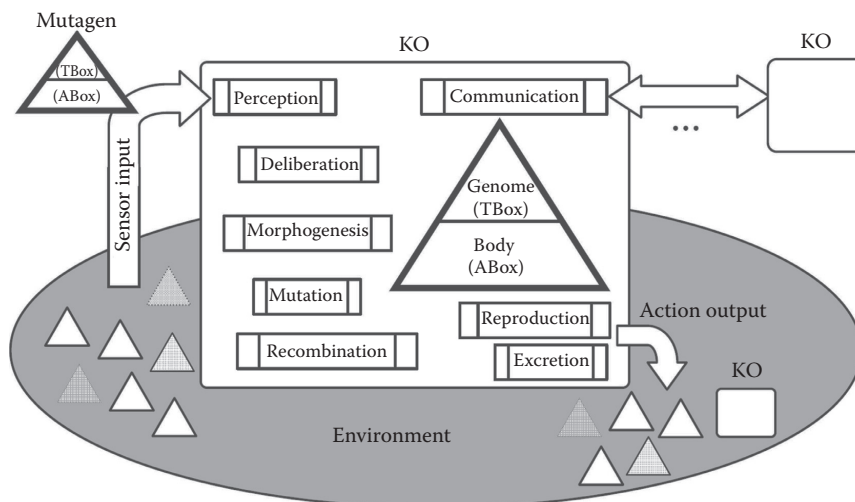 Mutagen
(TBox)
(ABox)
Sensor input
KO
KO
Perception
Communication
...
Deliberation
Genome
(TBox)
Morphogenesis
Body
(ABox)
Mutation
Reproduction
Action output
Recombination
Excretion
KO
Environment